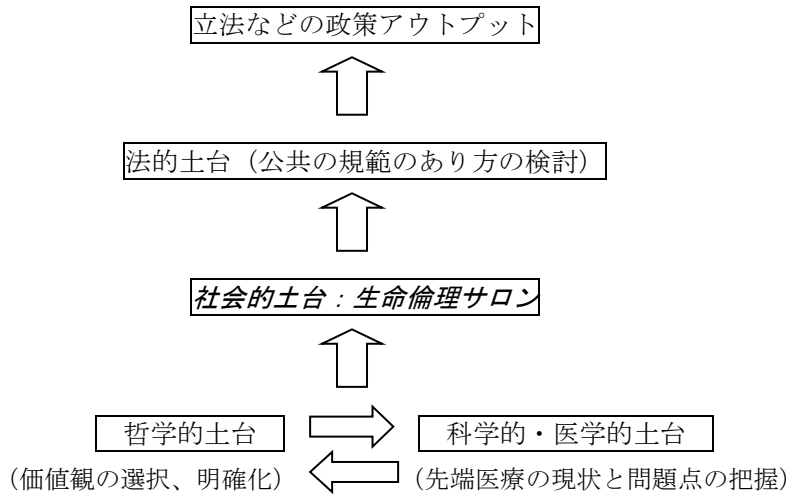 立法などの政策アウトプット
法的土台（公共の規範のあり方の検討）
社会的土台：生命倫理サロン
哲学的土台
科学的・医学的土台
（価値観の選択、明確化）
（先端医療の現状と問題点の把握）